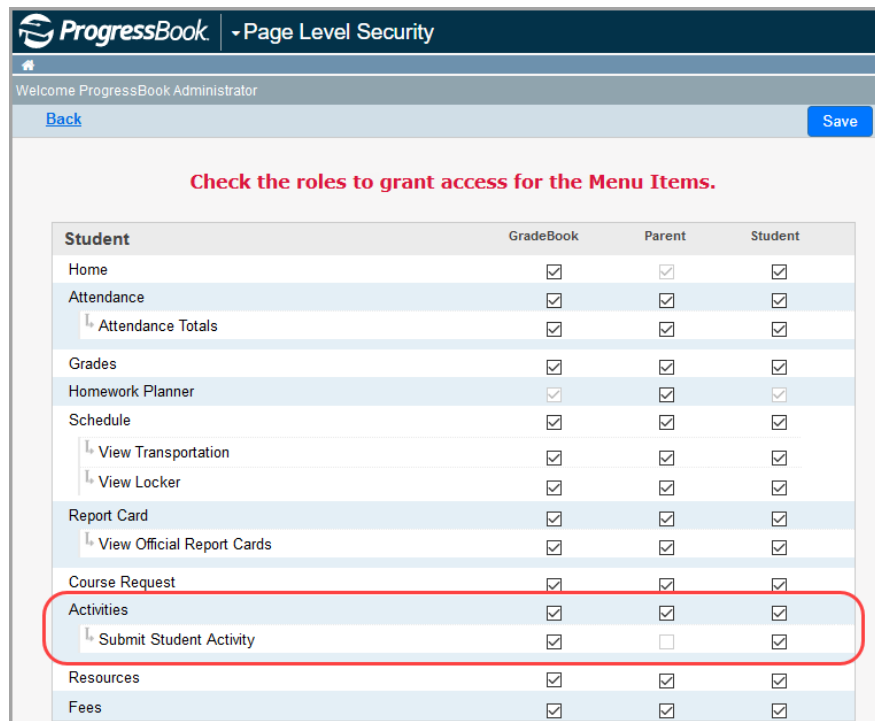 ProgressBook Page Level Security
Welcome ProgressBook Administrator
Back Save
Check the roles to grant access for the Menu Items.
Student GradeBook Parent Student
Home
Attendance
Attendance Totals
Grades
Homework Planner
Schedule
View Transportation
View Locker
Report Card
View Official Report Cards
Course Request
Activities
Submit Student Activity
Resources
Fees